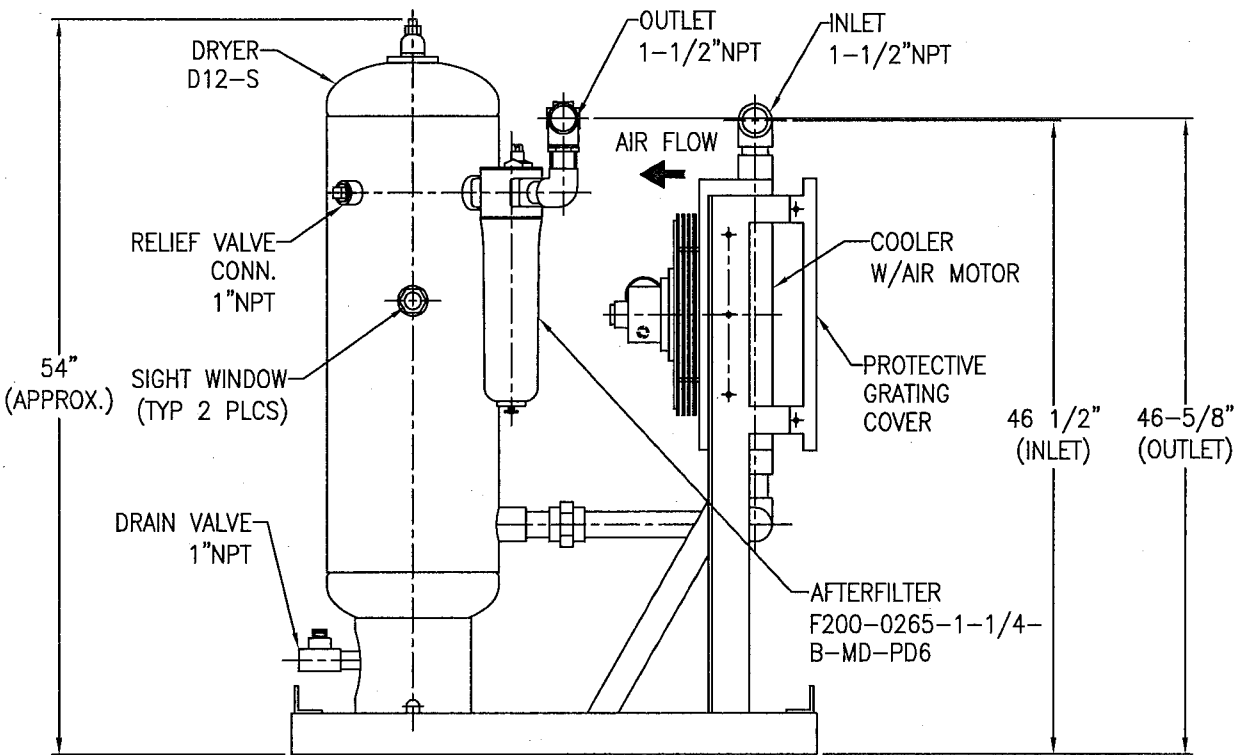 DRYER
D12-S
OUTLET
1-1/2"NPT
INLET
1-1/2"NPT
AIR FLOW
RELIEF VALVE
CONN.
1"NPT
COOLER
W/AIR MOTOR
54"
(APPROX.)
SIGHT WINDOW
(TYP 2 PLCS)
PROTECTIVE
GRATING
COVER
46 1/2"
(INLET)
46-5/8"
(OUTLET)
DRAIN VALVE
1"NPT
AFTERFILTER
F200-0265-1-1/4-
B-MD-PD6